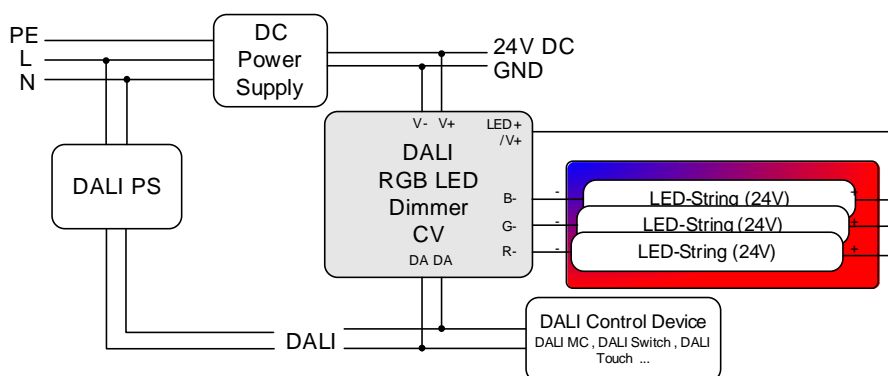 PE
L
N
DC
Power
Supply
24V DC
GND
V- V+ LED+
/V+
DALI
RGB LED
Dimmer
CV
B-
G-
R-
DA DA
- LED-String (24V) +
- LED-String (24V) +
- LED-String (24V) +
DALI PS
DALI
DALI Control Device
DALI MC , DALI Switch , DALI
Touch ...